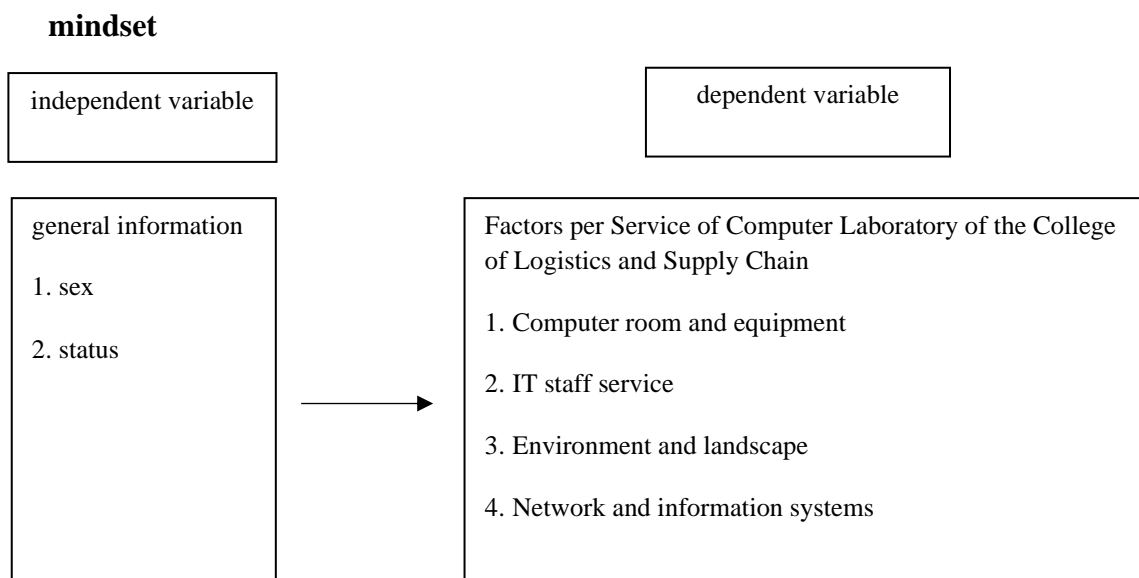 mindset
independent variable
dependent variable
general information
1. sex
2. status
Factors per Service of Computer Laboratory of the College
of Logistics and Supply Chain
1. Computer room and equipment
2. IT staff service
3. Environment and landscape
4. Network and information systems